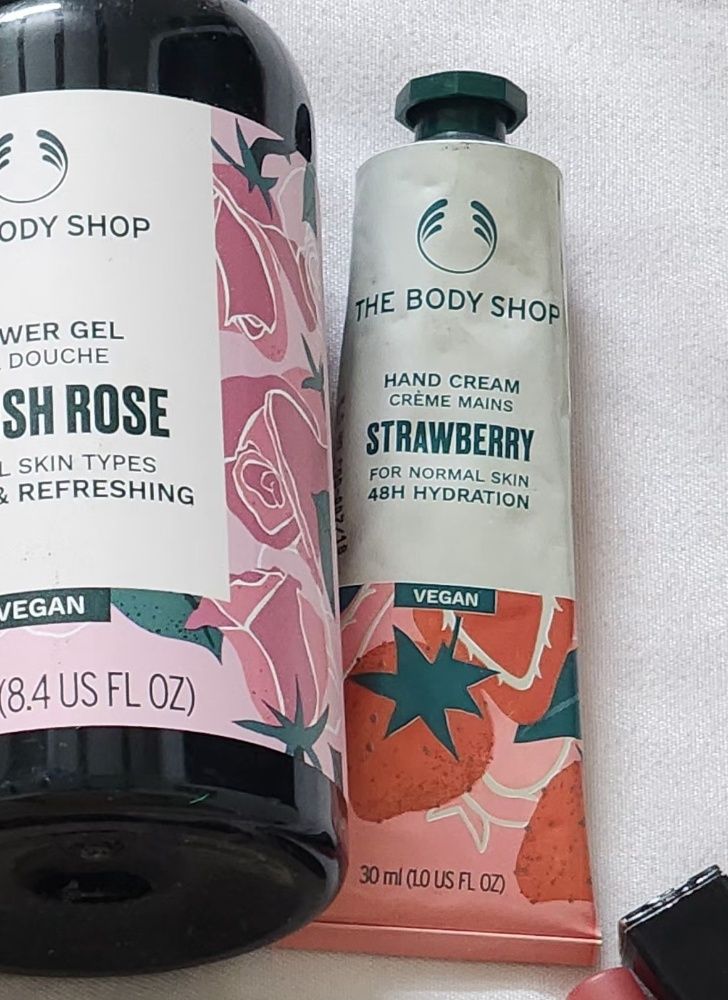 ODY SHOP
WER GEL
DOUCHE
SH ROSE
L SKIN TYPES
& REFRESHING
VEGAN
(8.4 US FL OZ)
THE BODY SHOP
HAND CREAM
CRÈME MAINS
STRAWBERRY
FOR NORMAL SKIN
48H HYDRATION
VEGAN
30 ml (1.0 US FL OZ)